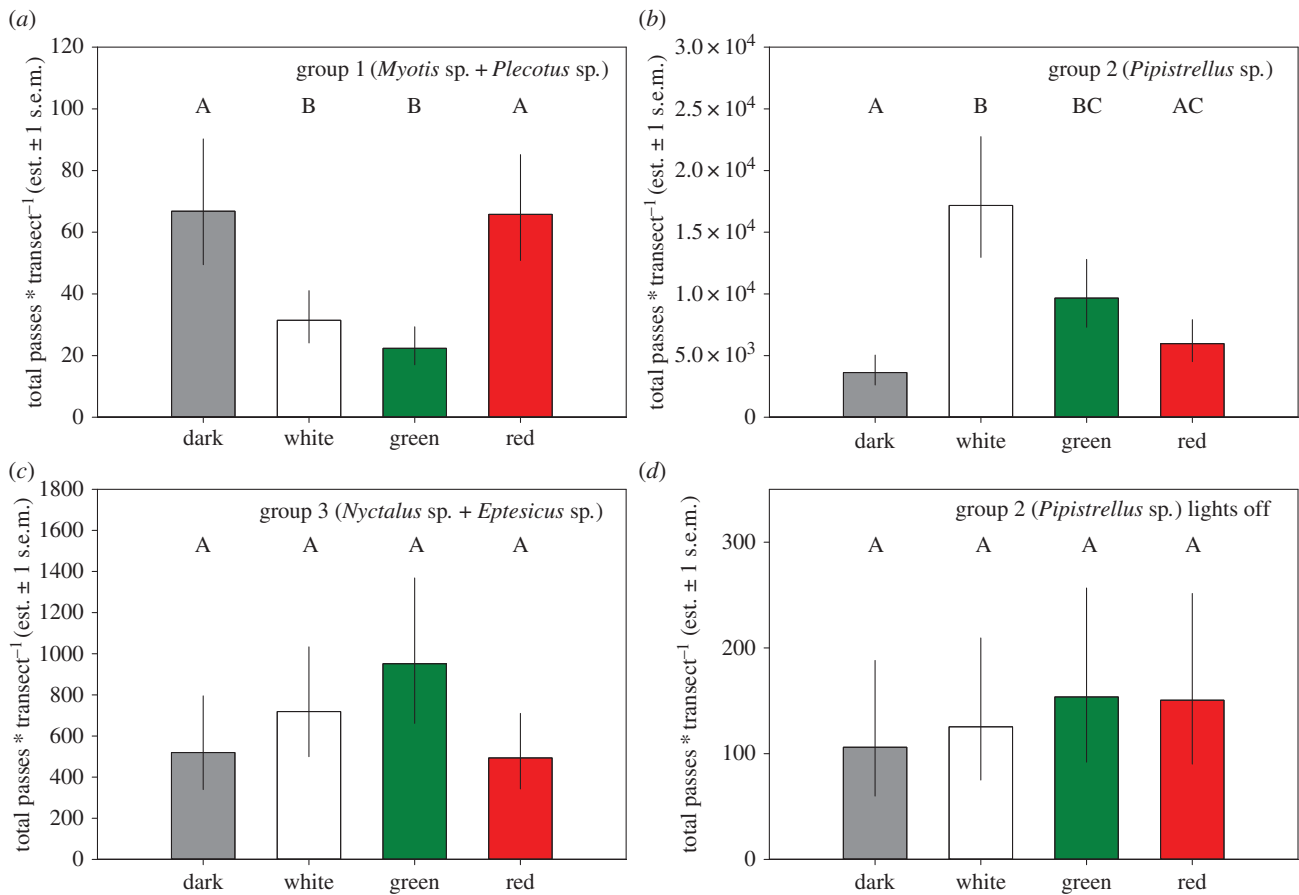 (a)
total passes * transect⁻¹ (est. ± 1 s.e.m.)
120
100
80
60
40
20
0
group 1 (Myotis sp. + Plecotus sp.)
A B B A
dark white green red
(b)
total passes * transect⁻¹ (est. ± 1 s.e.m.)
3.0 × 10⁴
2.5 × 10⁴
2.0 × 10⁴
1.5 × 10⁴
1.0 × 10⁴
5.0 × 10³
0
group 2 (Pipistrellus sp.)
A B BC AC
dark white green red
(c)
total passes * transect⁻¹ (est. ± 1 s.e.m.)
1800
1600
1400
1200
1000
800
600
400
200
0
group 3 (Nyctalus sp. + Eptesicus sp.)
A A A A
dark white green red
(d)
total passes * transect⁻¹ (est. ± 1 s.e.m.)
300
200
100
0
group 2 (Pipistrellus sp.) lights off
A A A A
dark white green red